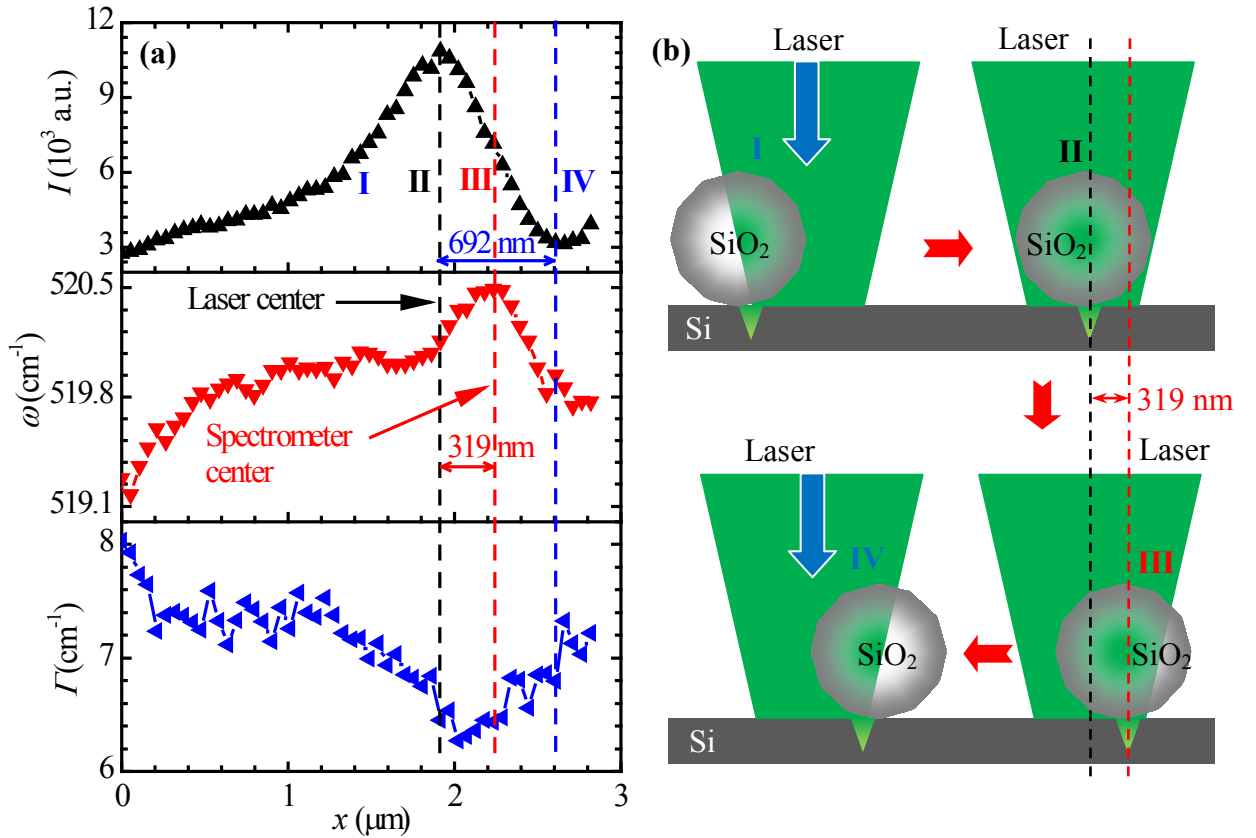 (a)
I (10³ a.u.)
12
9
6
3
I
II
III
IV
692 nm
ω (cm⁻¹)
520.5
519.8
519.1
Laser center
Spectrometer
center
319 nm
Γ (cm⁻¹)
8
7
6
0
1
2
3
x (μm)
(b)
Laser
Laser
I
II
SiO₂
SiO₂
Si
319 nm
Laser
Laser
IV
III
SiO₂
SiO₂
Si